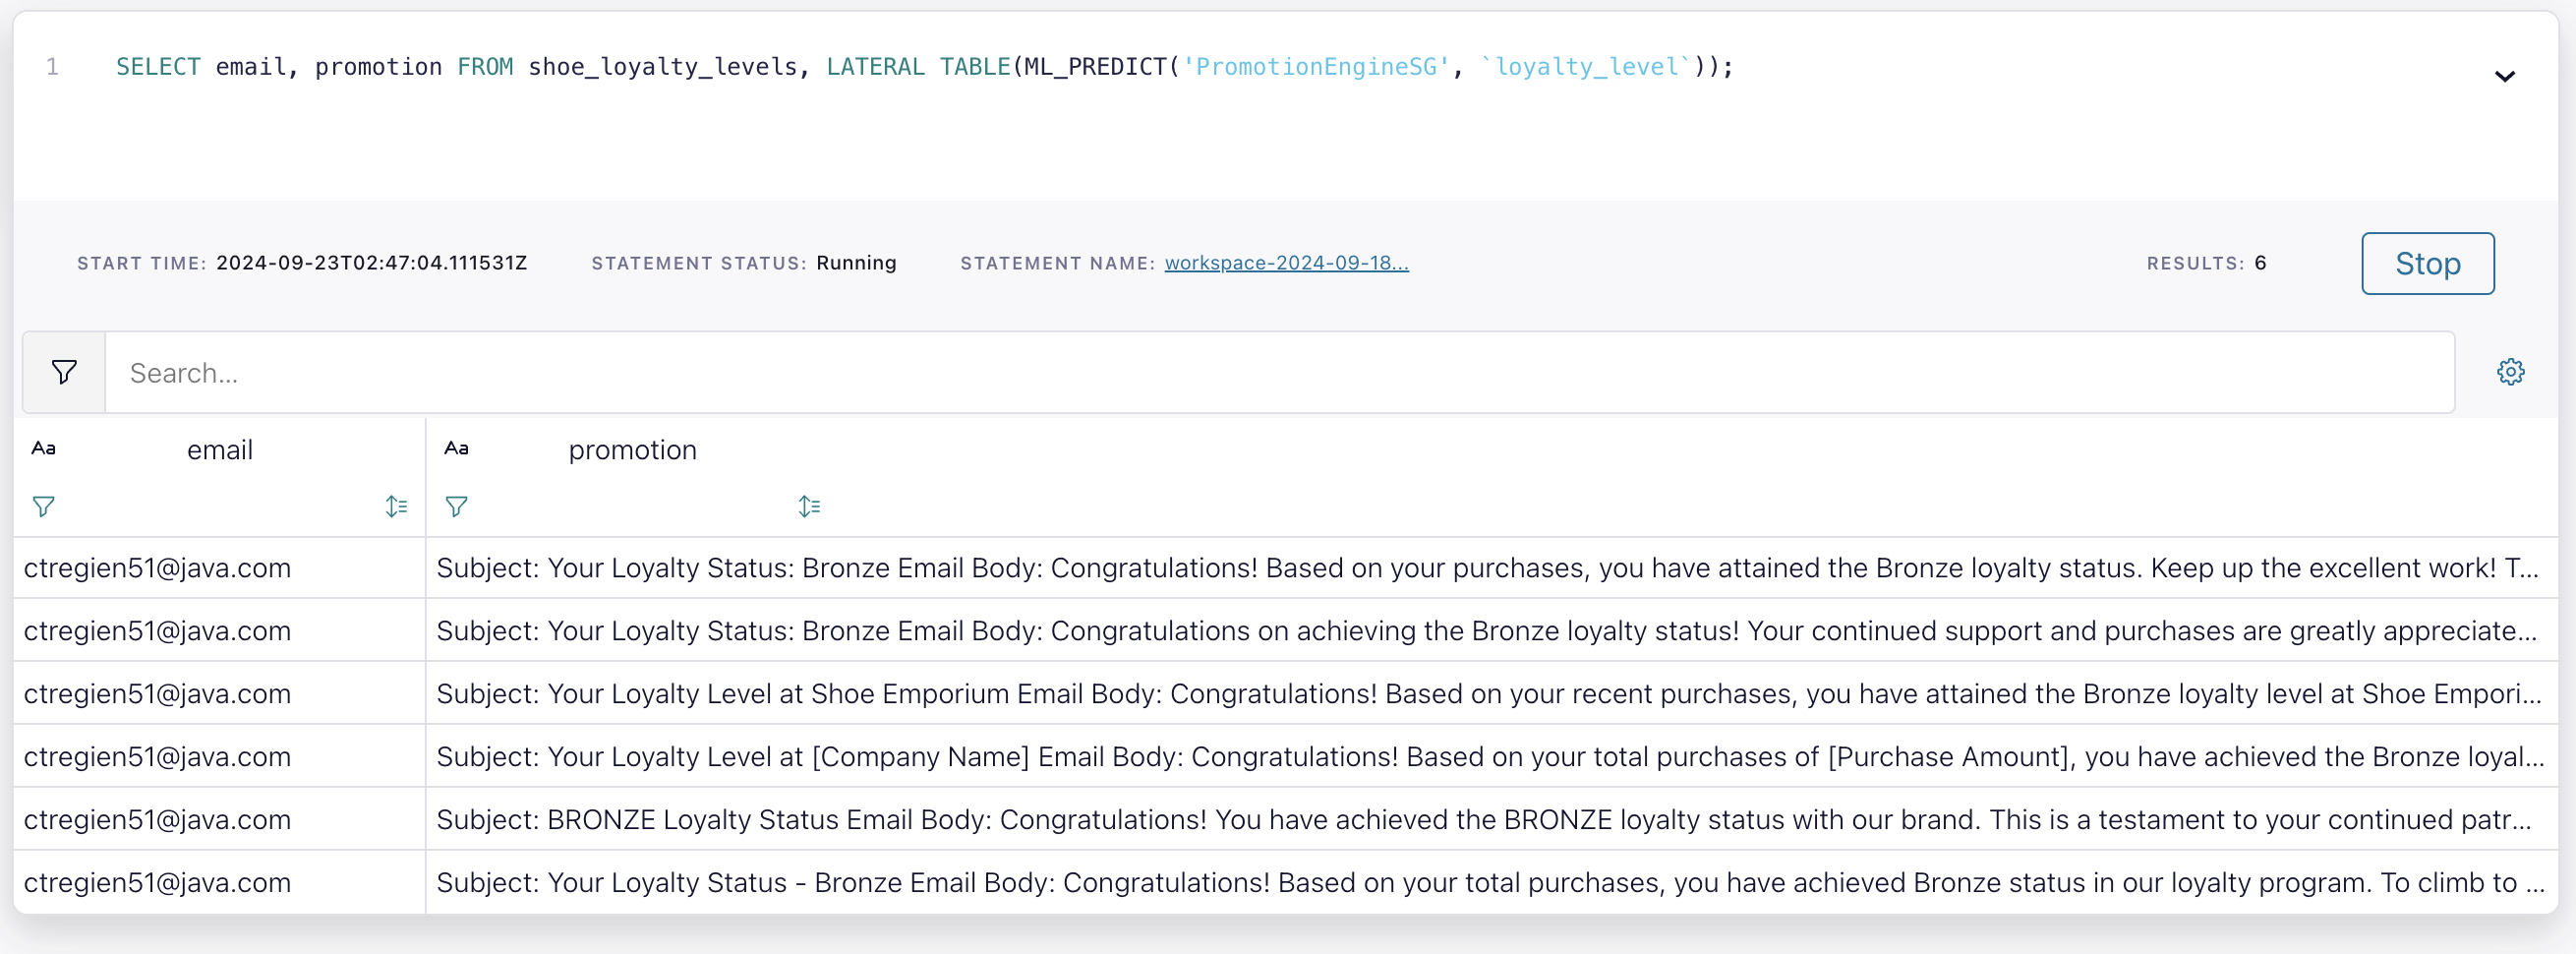 1 SELECT email, promotion FROM shoe_loyalty_levels, LATERAL TABLE(ML_PREDICT('PromotionEngineSG', `loyalty_level`));
START TIME: 2024-09-23T02:47:04.111531Z STATEMENT STATUS: Running STATEMENT NAME: workspace-2024-09-18... RESULTS: 6 Stop
Search...
Aa email Aa promotion
ctregien51@java.com Subject: Your Loyalty Status: Bronze Email Body: Congratulations! Based on your purchases, you have attained the Bronze loyalty status. Keep up the excellent work! T...
ctregien51@java.com Subject: Your Loyalty Status: Bronze Email Body: Congratulations on achieving the Bronze loyalty status! Your continued support and purchases are greatly appreciate...
ctregien51@java.com Subject: Your Loyalty Level at Shoe Emporium Email Body: Congratulations! Based on your recent purchases, you have attained the Bronze loyalty level at Shoe Empori...
ctregien51@java.com Subject: Your Loyalty Level at [Company Name] Email Body: Congratulations! Based on your total purchases of [Purchase Amount], you have achieved the Bronze loyal...
ctregien51@java.com Subject: BRONZE Loyalty Status Email Body: Congratulations! You have achieved the BRONZE loyalty status with our brand. This is a testament to your continued patr...
ctregien51@java.com Subject: Your Loyalty Status - Bronze Email Body: Congratulations! Based on your total purchases, you have achieved Bronze status in our loyalty program. To climb to ...